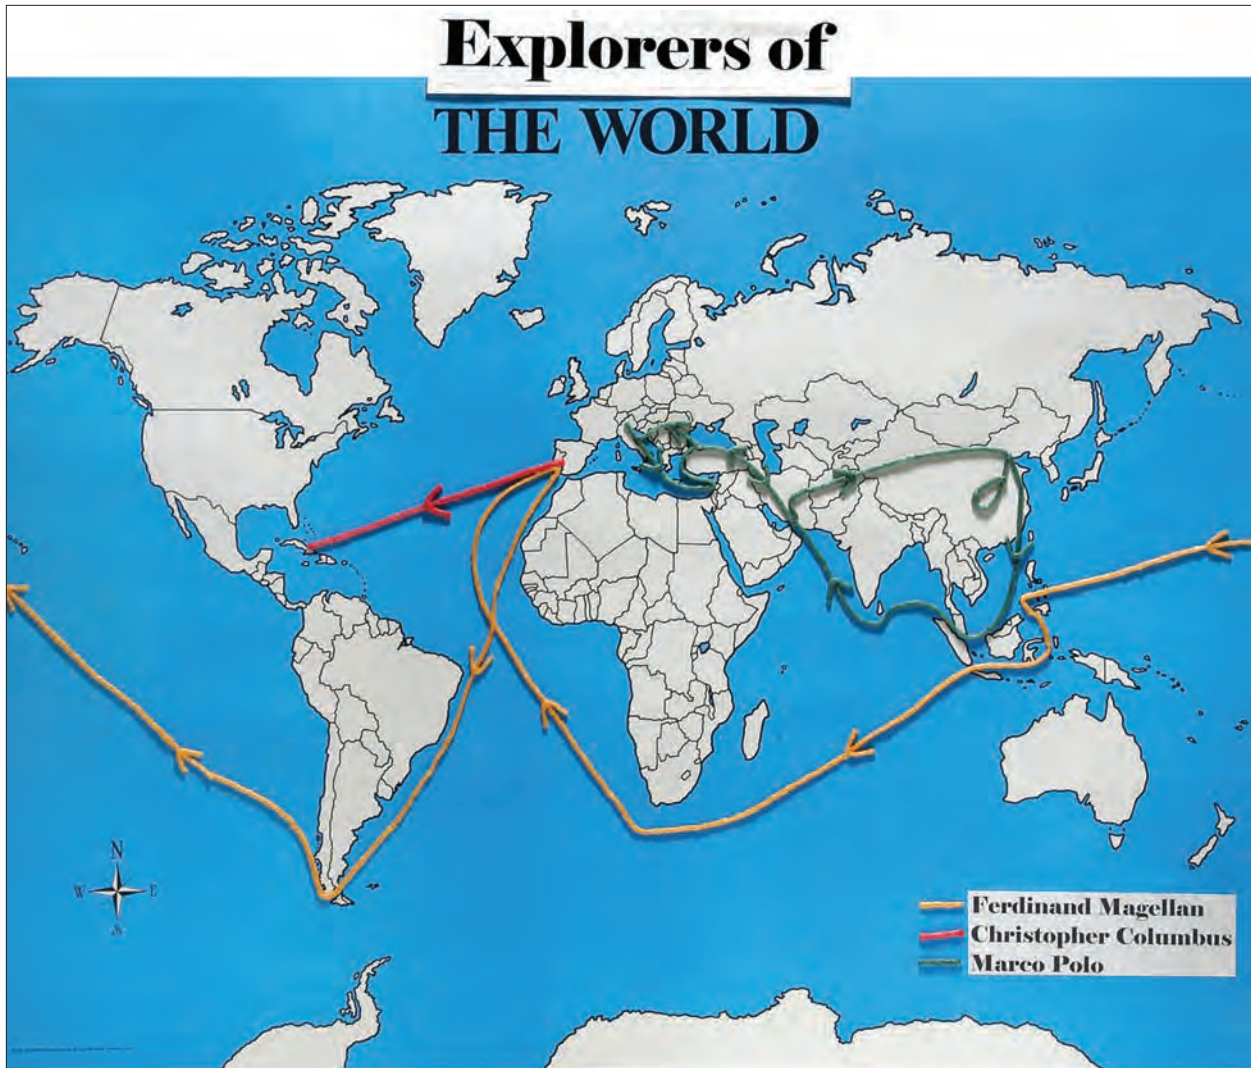 Explorers of
THE WORLD
N
W E
S
Ferdinand Magellan
Christopher Columbus
Marco Polo